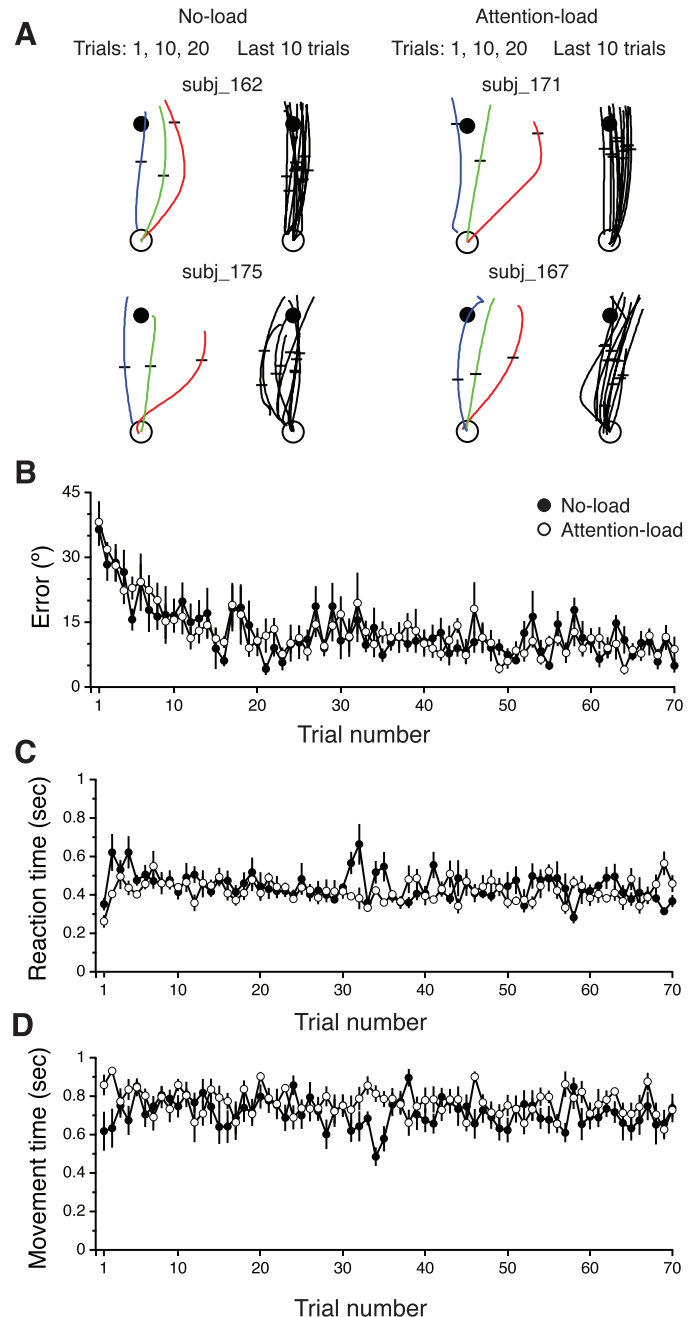 A
No-load
Attention-load
Trials: 1, 10, 20
Last 10 trials
Trials: 1, 10, 20
Last 10 trials
subj_162
subj_171
subj_175
subj_167
B
45
30
15
0
Error (º)
No-load
Attention-load
1
10
20
30
40
50
60
70
Trial number
C
1
0.8
0.6
0.4
0.2
0
Reaction time (sec)
1
10
20
30
40
50
60
70
Trial number
D
1
0.8
0.6
0.4
0.2
0
Movement time (sec)
1
10
20
30
40
50
60
70
Trial number